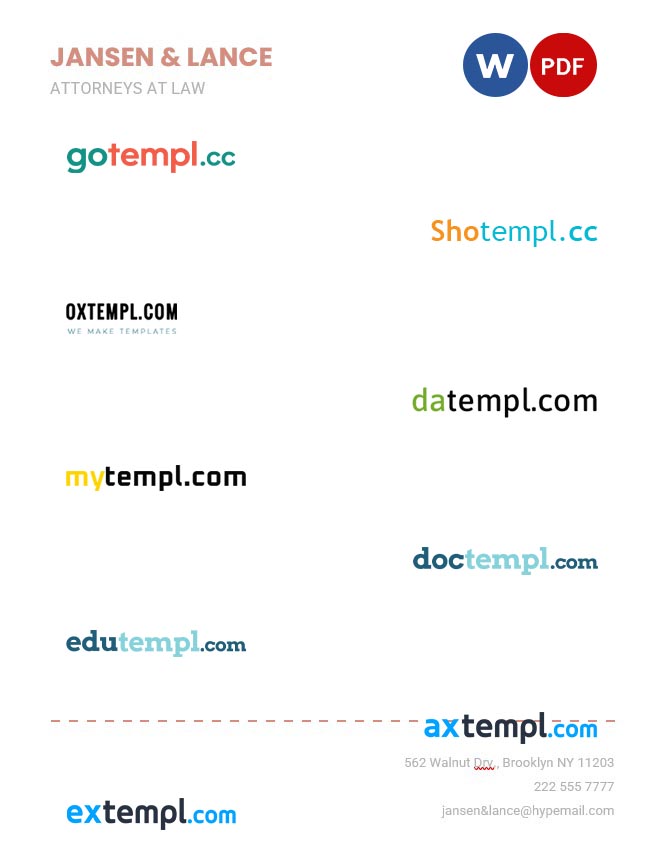 JANSEN & LANCE
ATTORNEYS AT LAW
W PDF
gotempl.cc
Shotempl.cc
OXTEMPL.COM
WE MAKE TEMPLATES
datempl.com
mytempl.com
doctempl.com
edutempl.com
axtempl.com
562 Walnut Drv., Brooklyn NY 11203
222 555 7777
jansen&lance@hypemail.com
extempl.com